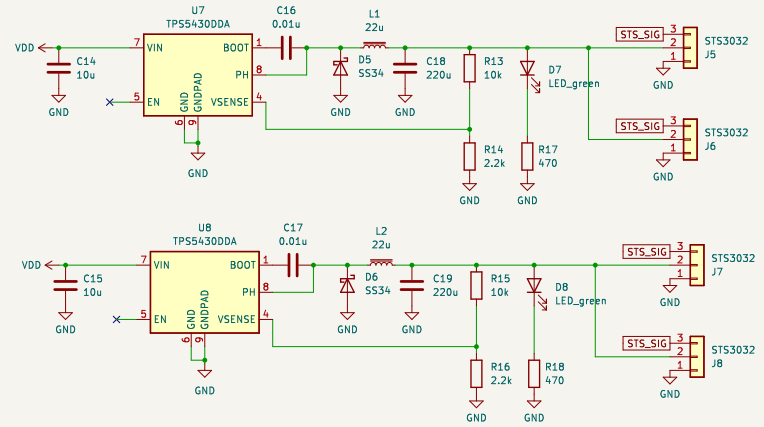 U7
TPS5430DDA
VDD
7
VIN
BOOT
1
C16
0.01u
L1
22u
C14
10u
GND
PH
8
D5
SS34
GND
C18
220u
GND
R13
10k
D7
LED_green
STS_SIG
3
2
1
STS3032
J5
GND
5
EN
GND
GNDPAD
VSENSE
4
6
9
GND
R14
2.2k
GND
R17
470
GND
STS_SIG
3
2
1
STS3032
J6
GND
U8
TPS5430DDA
VDD
7
VIN
BOOT
1
C17
0.01u
L2
22u
C15
10u
GND
PH
8
D6
SS34
GND
C19
220u
GND
R15
10k
D8
LED_green
STS_SIG
3
2
1
STS3032
J7
GND
5
EN
GND
GNDPAD
VSENSE
4
6
9
GND
R16
2.2k
GND
R18
470
GND
STS_SIG
3
2
1
STS3032
J8
GND